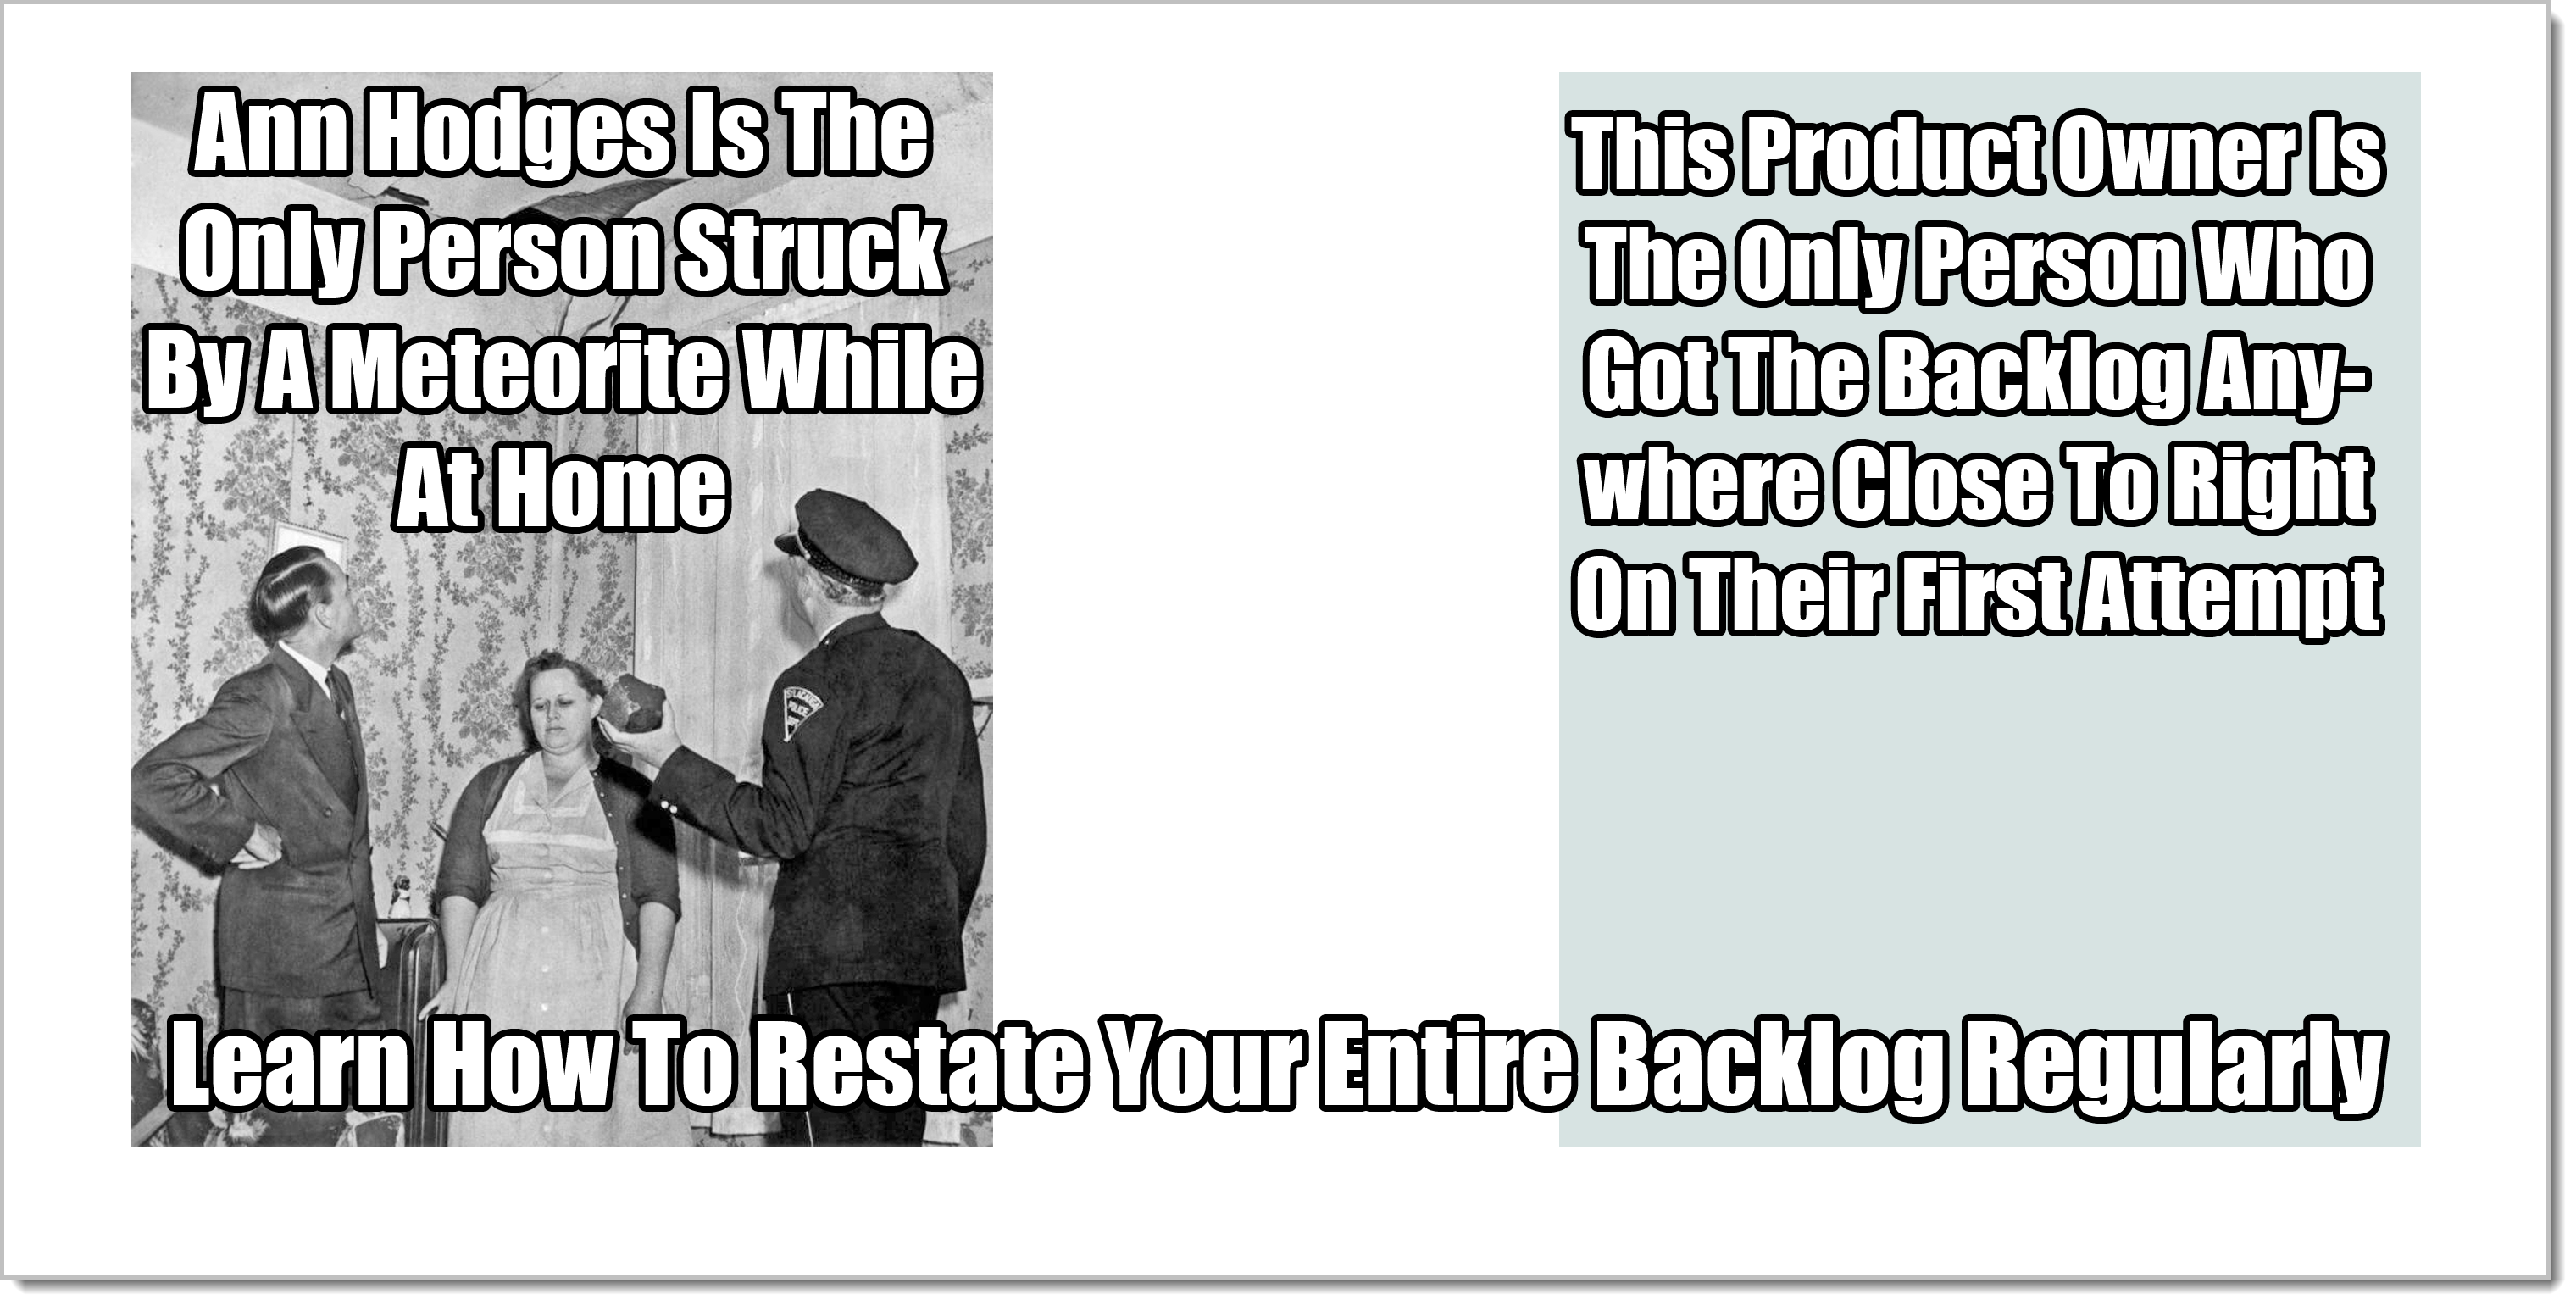 Ann Hodges Is The
Only Person Struck
By A Meteorite While
At Home
This Product Owner Is
The Only Person Who
Got The Backlog Any-
where Close To Right
On Their First Attempt
POLICE
Learn How To Restate Your Entire Backlog Regularly